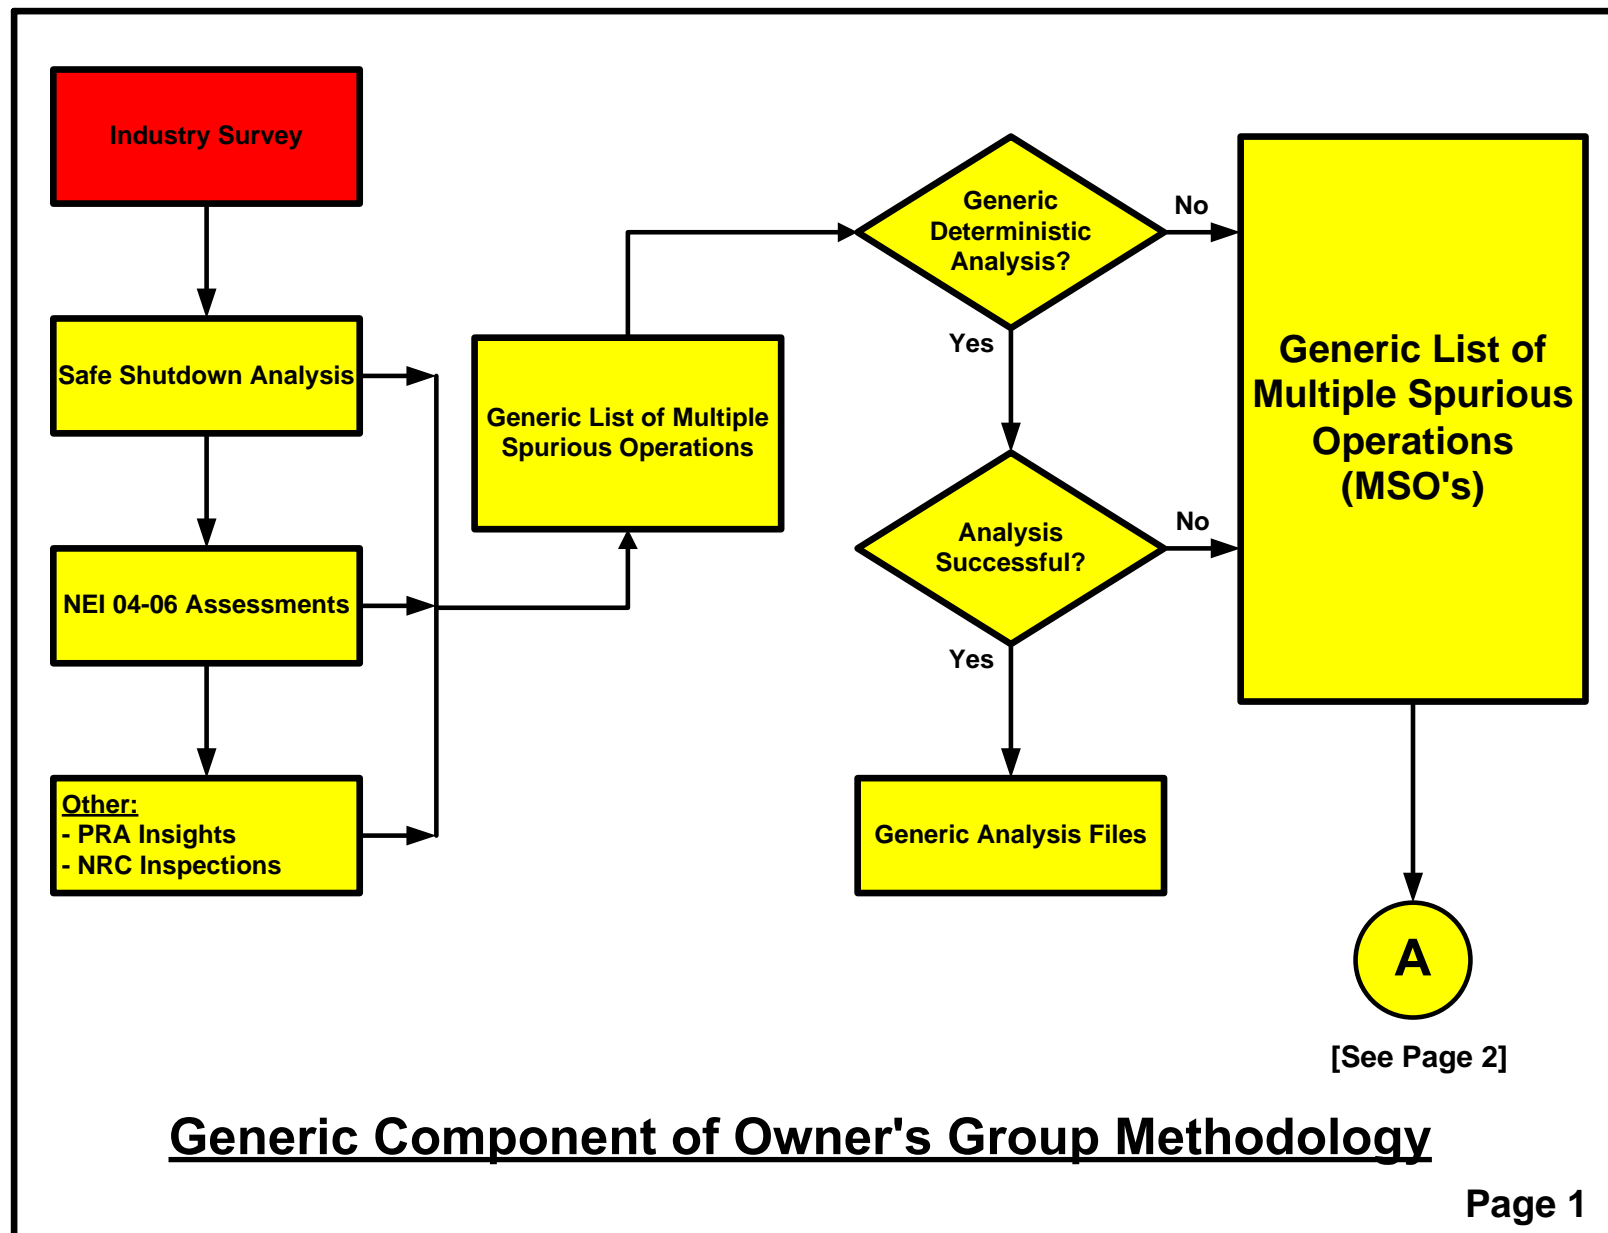 Industry Survey
Safe Shutdown Analysis
NEI 04-06 Assessments
Other:
- PRA Insights
- NRC Inspections
Generic List of Multiple
Spurious Operations
Generic
Deterministic
Analysis?
No
Yes
Analysis
Successful?
No
Yes
Generic Analysis Files
Generic List of
Multiple Spurious
Operations
(MSO's)
A
[See Page 2]
Generic Component of Owner's Group Methodology
Page 1